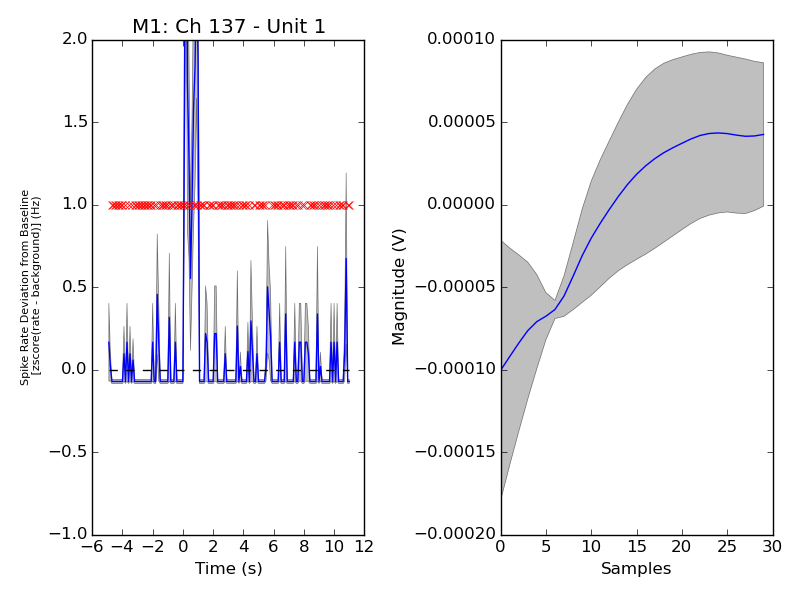 M1: Ch 137 - Unit 1
2.0
1.5
1.0
0.5
0.0
−0.5
−1.0
−6 −4 −2 0 2 4 6 8 10 12
Time (s)
Spike Rate Deviation from Baseline
[zscore(rate - background)] (Hz)
0.00010
0.00005
0.00000
−0.00005
−0.00010
−0.00015
−0.00020
0 5 10 15 20 25 30
Samples
Magnitude (V)